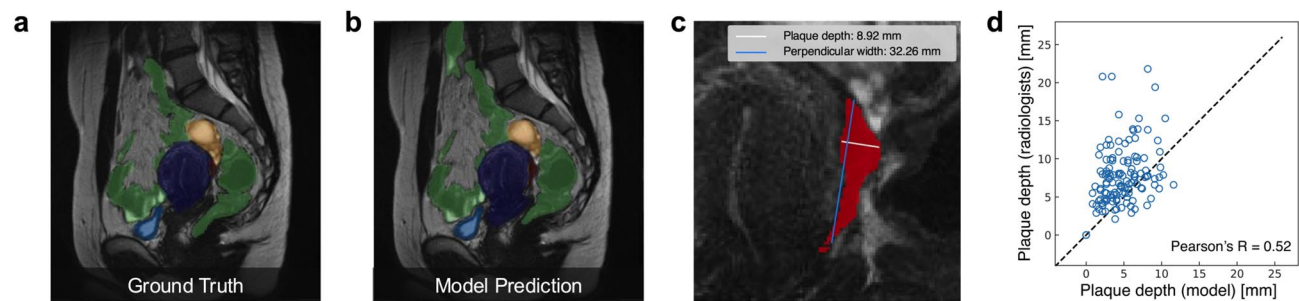 a
b
c
d
Ground Truth
Model Prediction
Plaque depth: 8.92 mm
Perpendicular width: 32.26 mm
Plaque depth (radiologists) [mm]
25
20
15
10
5
0
Pearson's R = 0.52
0 5 10 15 20 25
Plaque depth (model) [mm]